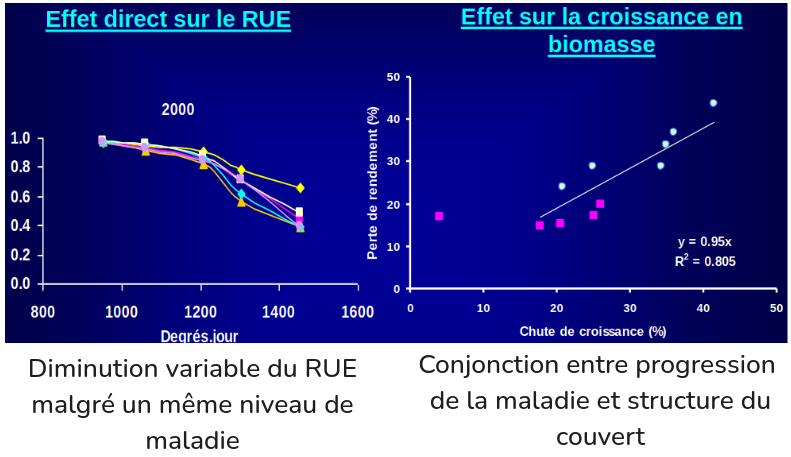 Effet direct sur le RUE
2000
1.0
0.8
0.6
0.4
0.2
0.0
800 1000 1200 1400 1600
Degrés.jour
Effet sur la croissance en
biomasse
Perte de rendement (%)
50
40
30
20
10
0
y = 0.95x
R² = 0.805
0 10 20 30 40 50
Chute de croissance (%)
Diminution variable du RUE
malgré un même niveau de
maladie
Conjonction entre progression
de la maladie et structure du
couvert